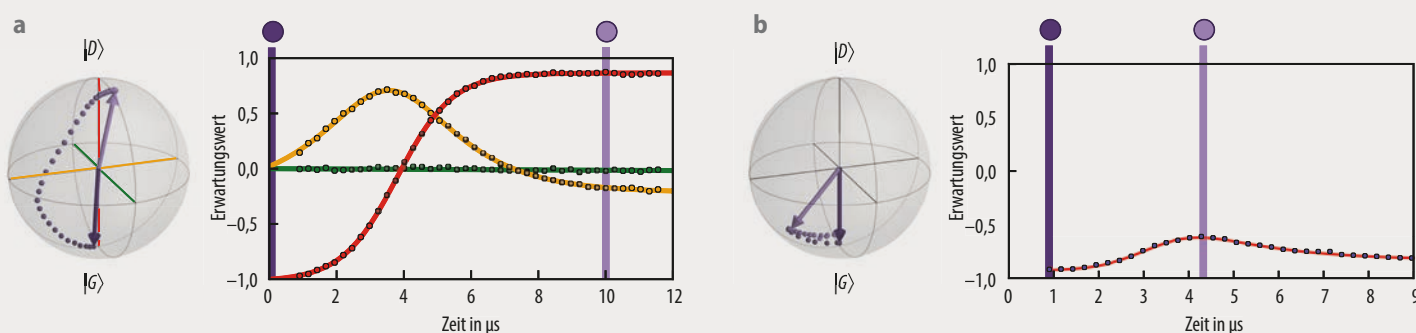 a
|D⟩
|G⟩
Erwartungswert
1,0
0,5
0,0
−0,5
−1,0
0 2 4 6 8 10 12
Zeit in µs
b
|D⟩
|G⟩
Erwartungswert
1,0
0,5
0,0
−0,5
−1,0
0 1 2 3 4 5 6 7 8 9
Zeit in µs